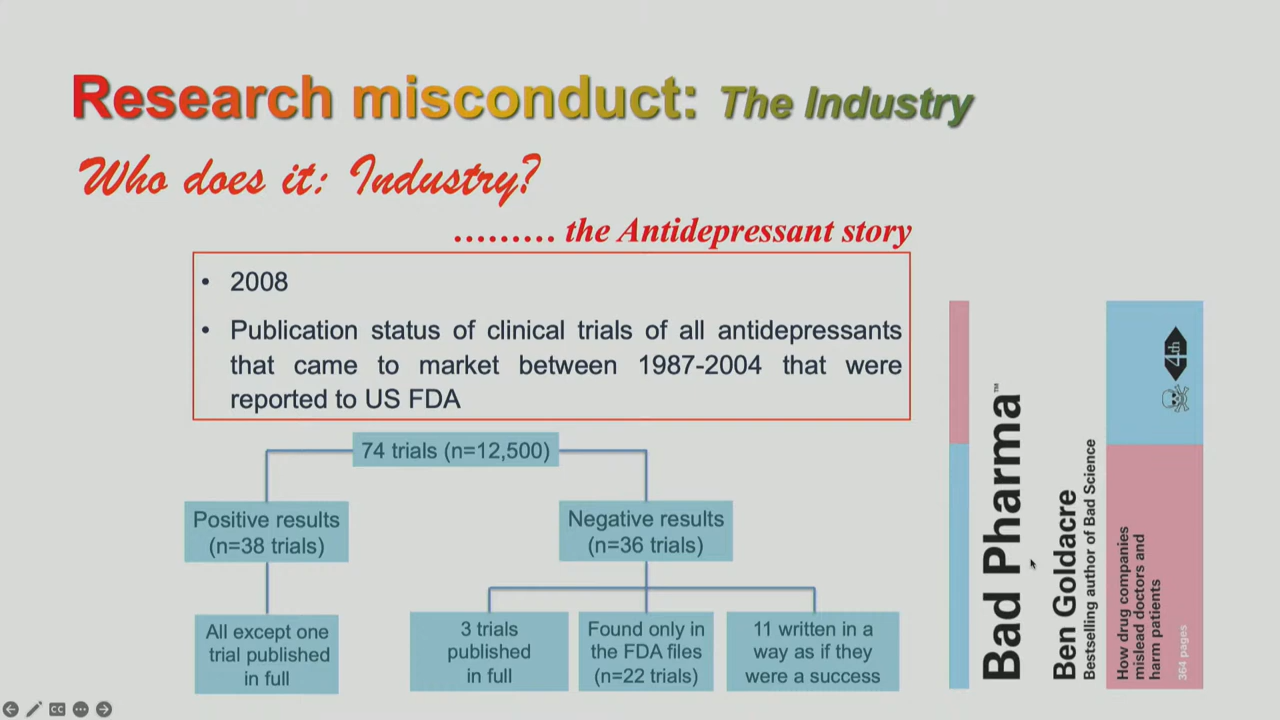 Research misconduct: The Industry
Who does it: Industry?
……… the Antidepressant story
• 2008
• Publication status of clinical trials of all antidepressants
that came to market between 1987-2004 that were
reported to US FDA
74 trials (n=12,500)
Positive results
(n=38 trials)
Negative results
(n=36 trials)
All except one
trial published
in full
3 trials
published
in full
Found only in
the FDA files
(n=22 trials)
11 written in a
way as if they
were a success
Bad Pharma™
Ben Goldacre
Bestselling author of Bad Science
How drug companies
mislead doctors and
harm patients
364 pages
4th
CC